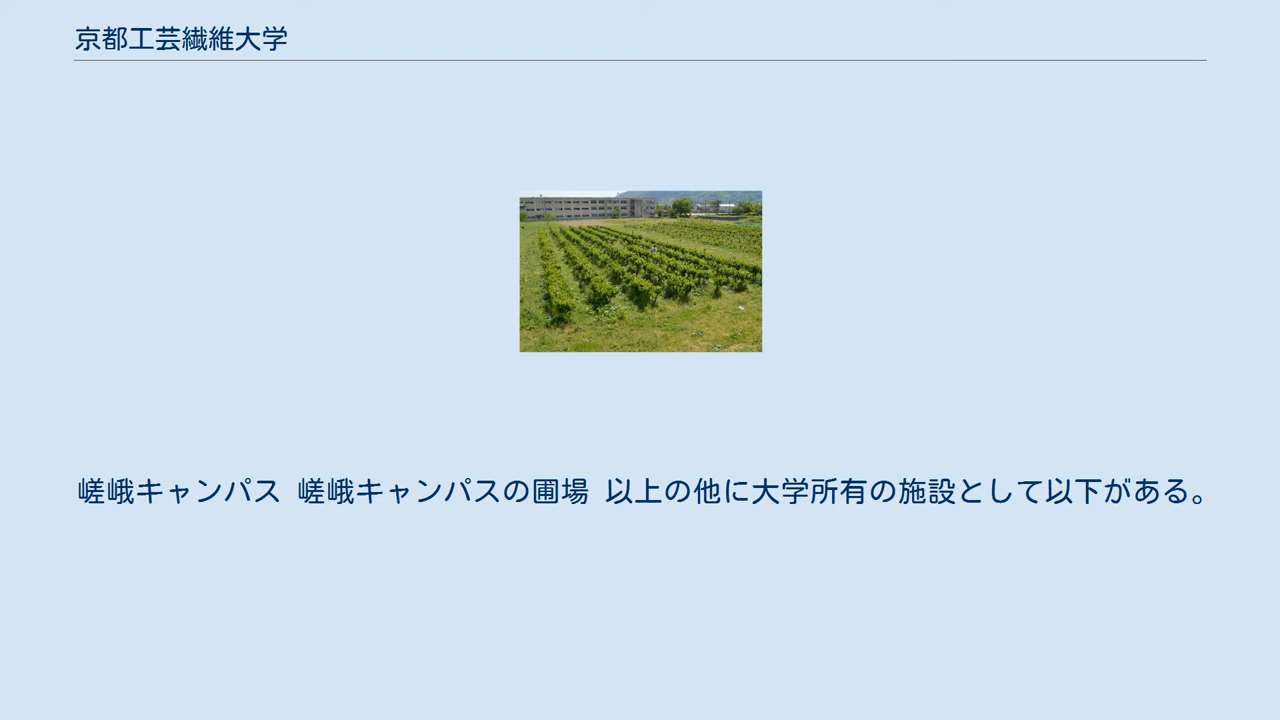 京都工芸繊維大学
嵯峨キャンパス 嵯峨キャンパスの圃場 以上の他に大学所有の施設として以下がある。